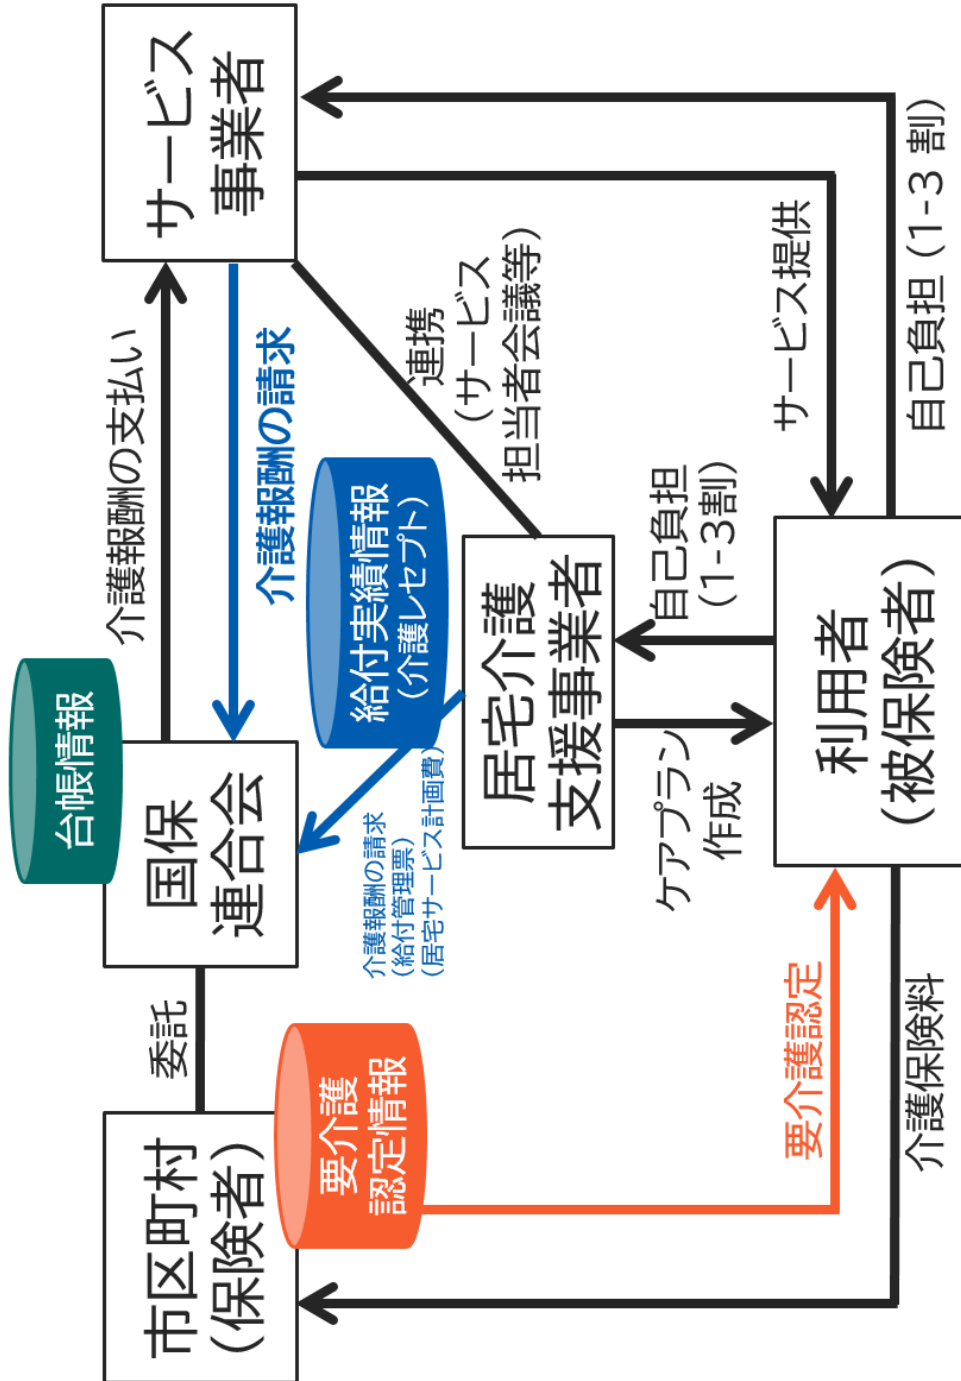 台帳情報
市区町村
（保険者）
委託
国保
連合会
介護報酬の支払い
サービス
事業者
介護報酬の請求
要介護
認定情報
給付実績情報
（介護レセプト）
介護報酬の請求
（給付管理票）
（居宅サービス計画費）
連携
（サービス
担当者会議等）
居宅介護
支援事業者
ケアプラン
作成
自己負担
（1-3割）
サービス提供
要介護認定
利用者
（被保険者）
介護保険料
自己負担（1-3 割）